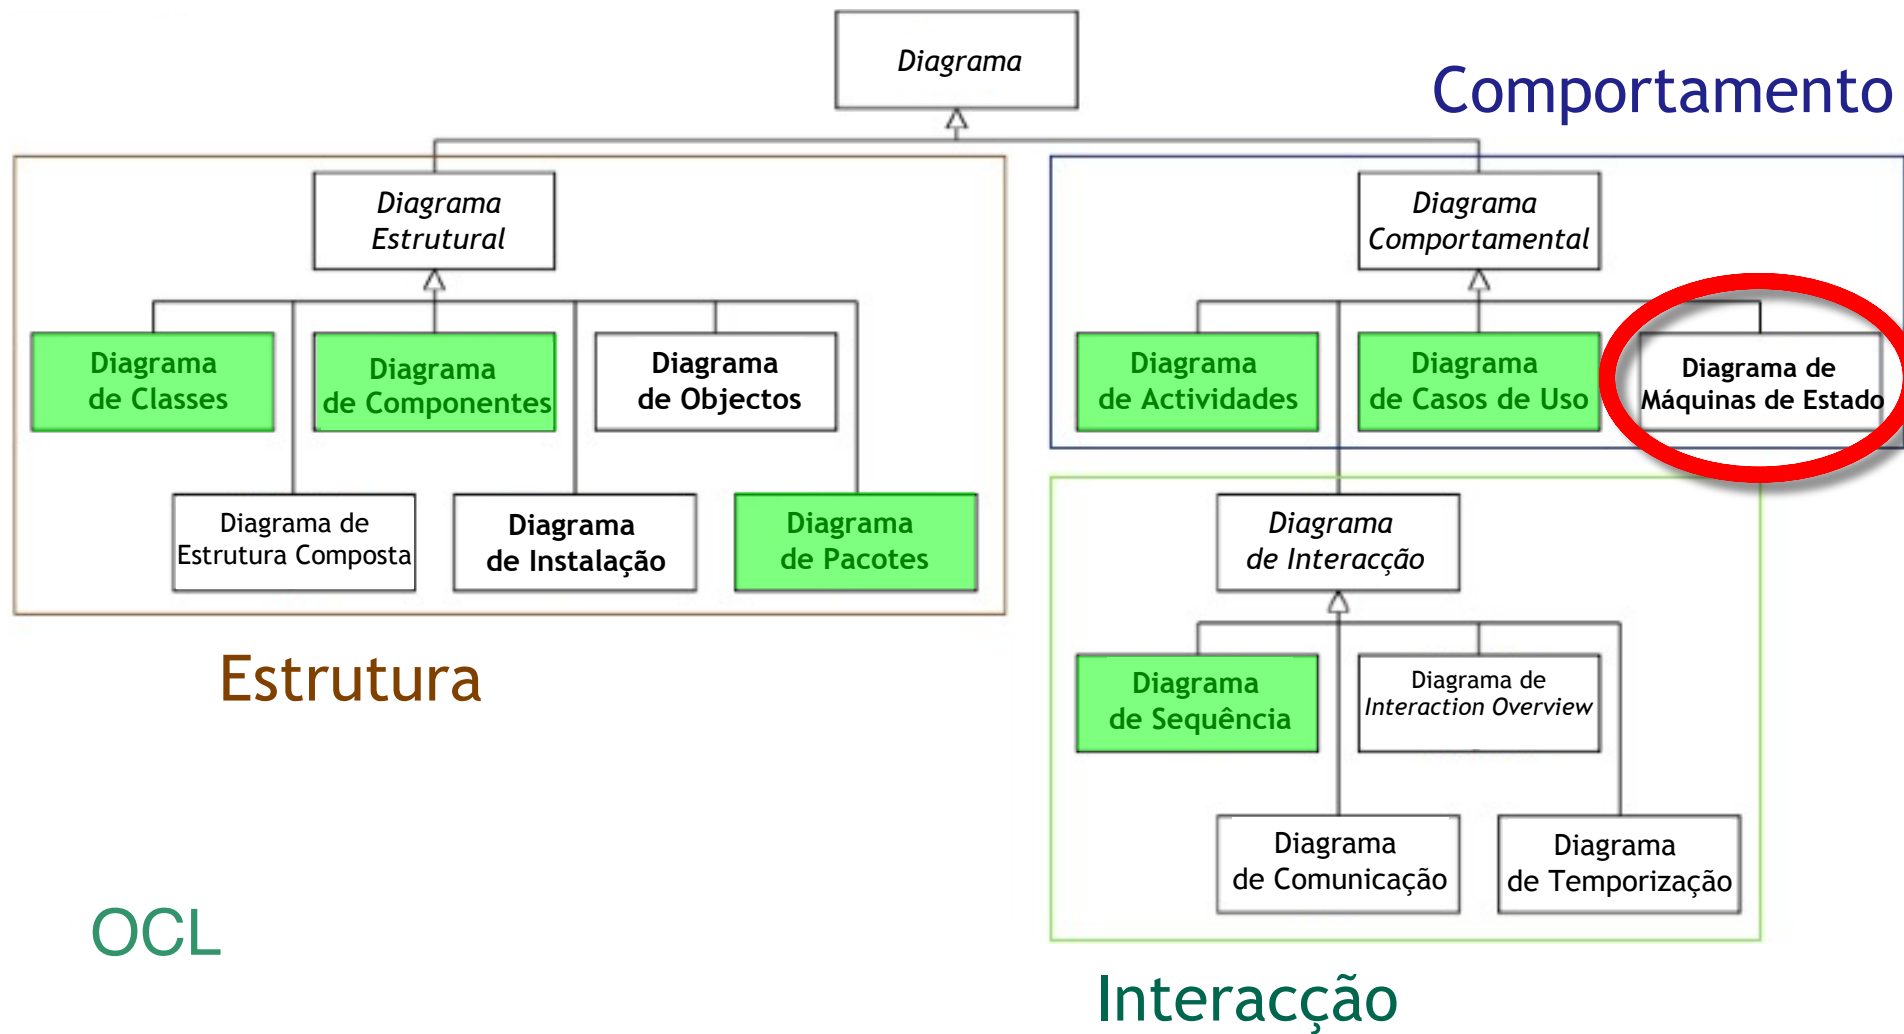 Diagrama
Comportamento
Diagrama
Estrutural
Diagrama
Comportamental
Diagrama
de Classes
Diagrama
de Componentes
Diagrama
de Objectos
Diagrama
de Actividades
Diagrama
de Casos de Uso
Diagrama de
Máquinas de Estado
Diagrama de
Estrutura Composta
Diagrama
de Instalação
Diagrama
de Pacotes
Diagrama
de Interacção
Estrutura
Diagrama
de Sequência
Diagrama de
Interaction Overview
Diagrama
de Comunicação
Diagrama
de Temporização
OCL
Interacção